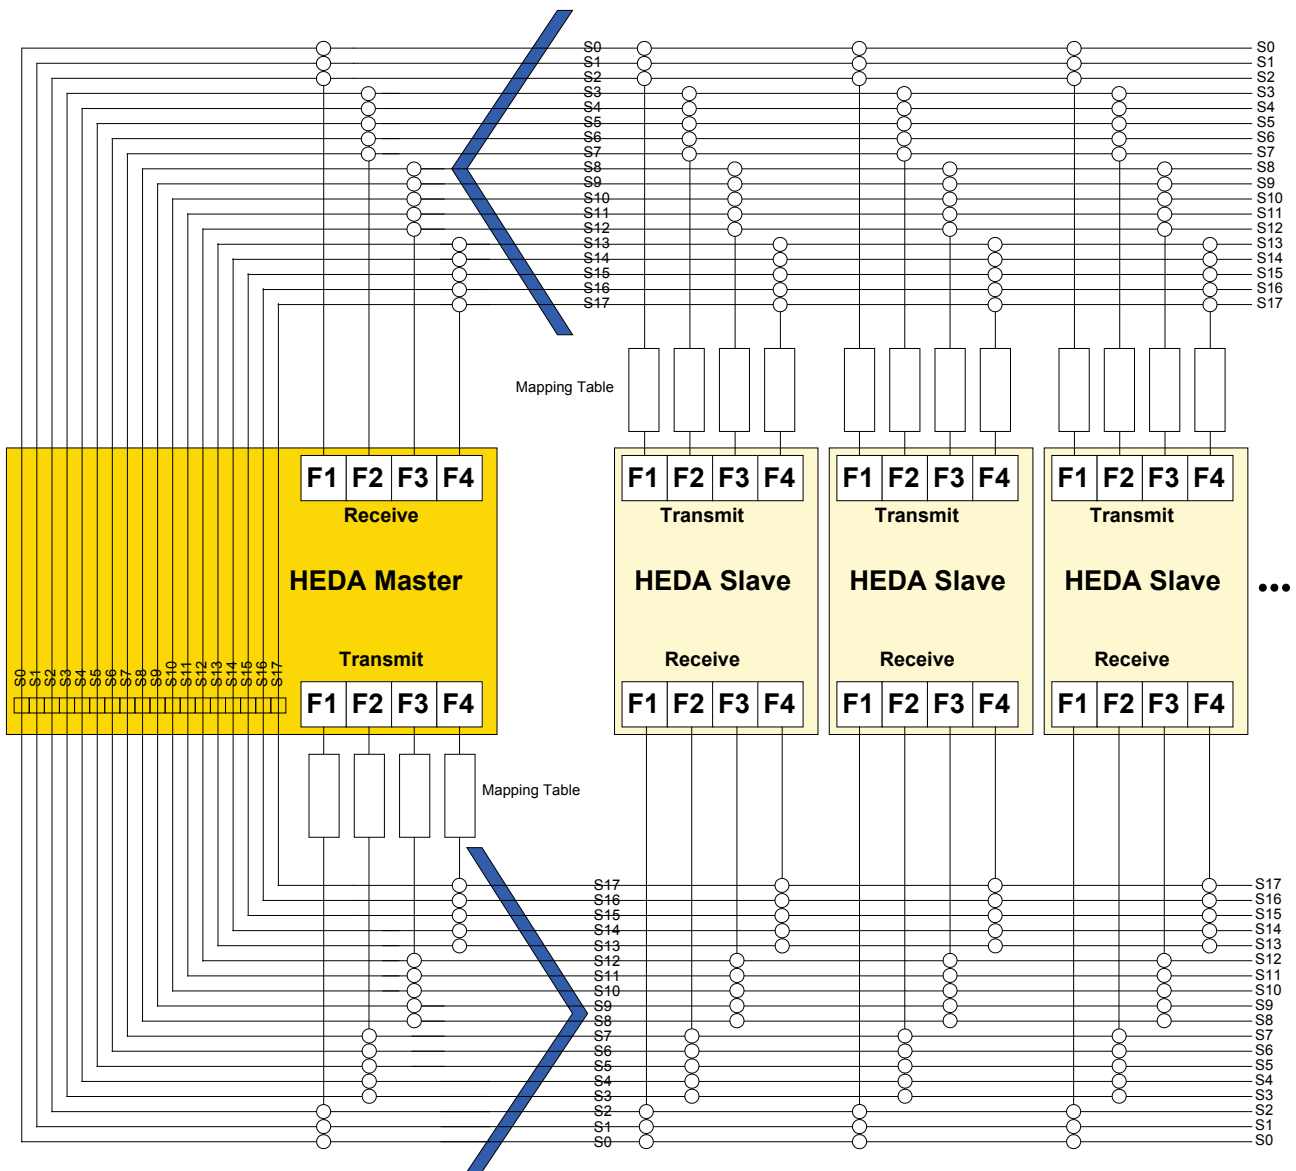 S0 S0
S1 S1
S2 S2
S3 S3
S4 S4
S5 S5
S6 S6
S7 S7
S8 S8
S9 S9
S10 S10
S11 S11
S12 S12
S13 S13
S14 S14
S15 S15
S16 S16
S17 S17
Mapping Table
F1 F2 F3 F4 F1 F2 F3 F4 F1 F2 F3 F4 F1 F2 F3 F4
Receive Transmit Transmit Transmit
HEDA Master HEDA Slave HEDA Slave HEDA Slave ...
Transmit Receive Receive Receive
S0 S1 S2 S3 S4 S5 S6 S7 S8 S9 S10 S11 S12 S13 S14 S15 S16 S17
F1 F2 F3 F4 F1 F2 F3 F4 F1 F2 F3 F4 F1 F2 F3 F4
Mapping Table
S17 S17
S16 S16
S15 S15
S14 S14
S13 S13
S12 S12
S11 S11
S10 S10
S9 S9
S8 S8
S7 S7
S6 S6
S5 S5
S4 S4
S3 S3
S2 S2
S1 S1
S0 S0